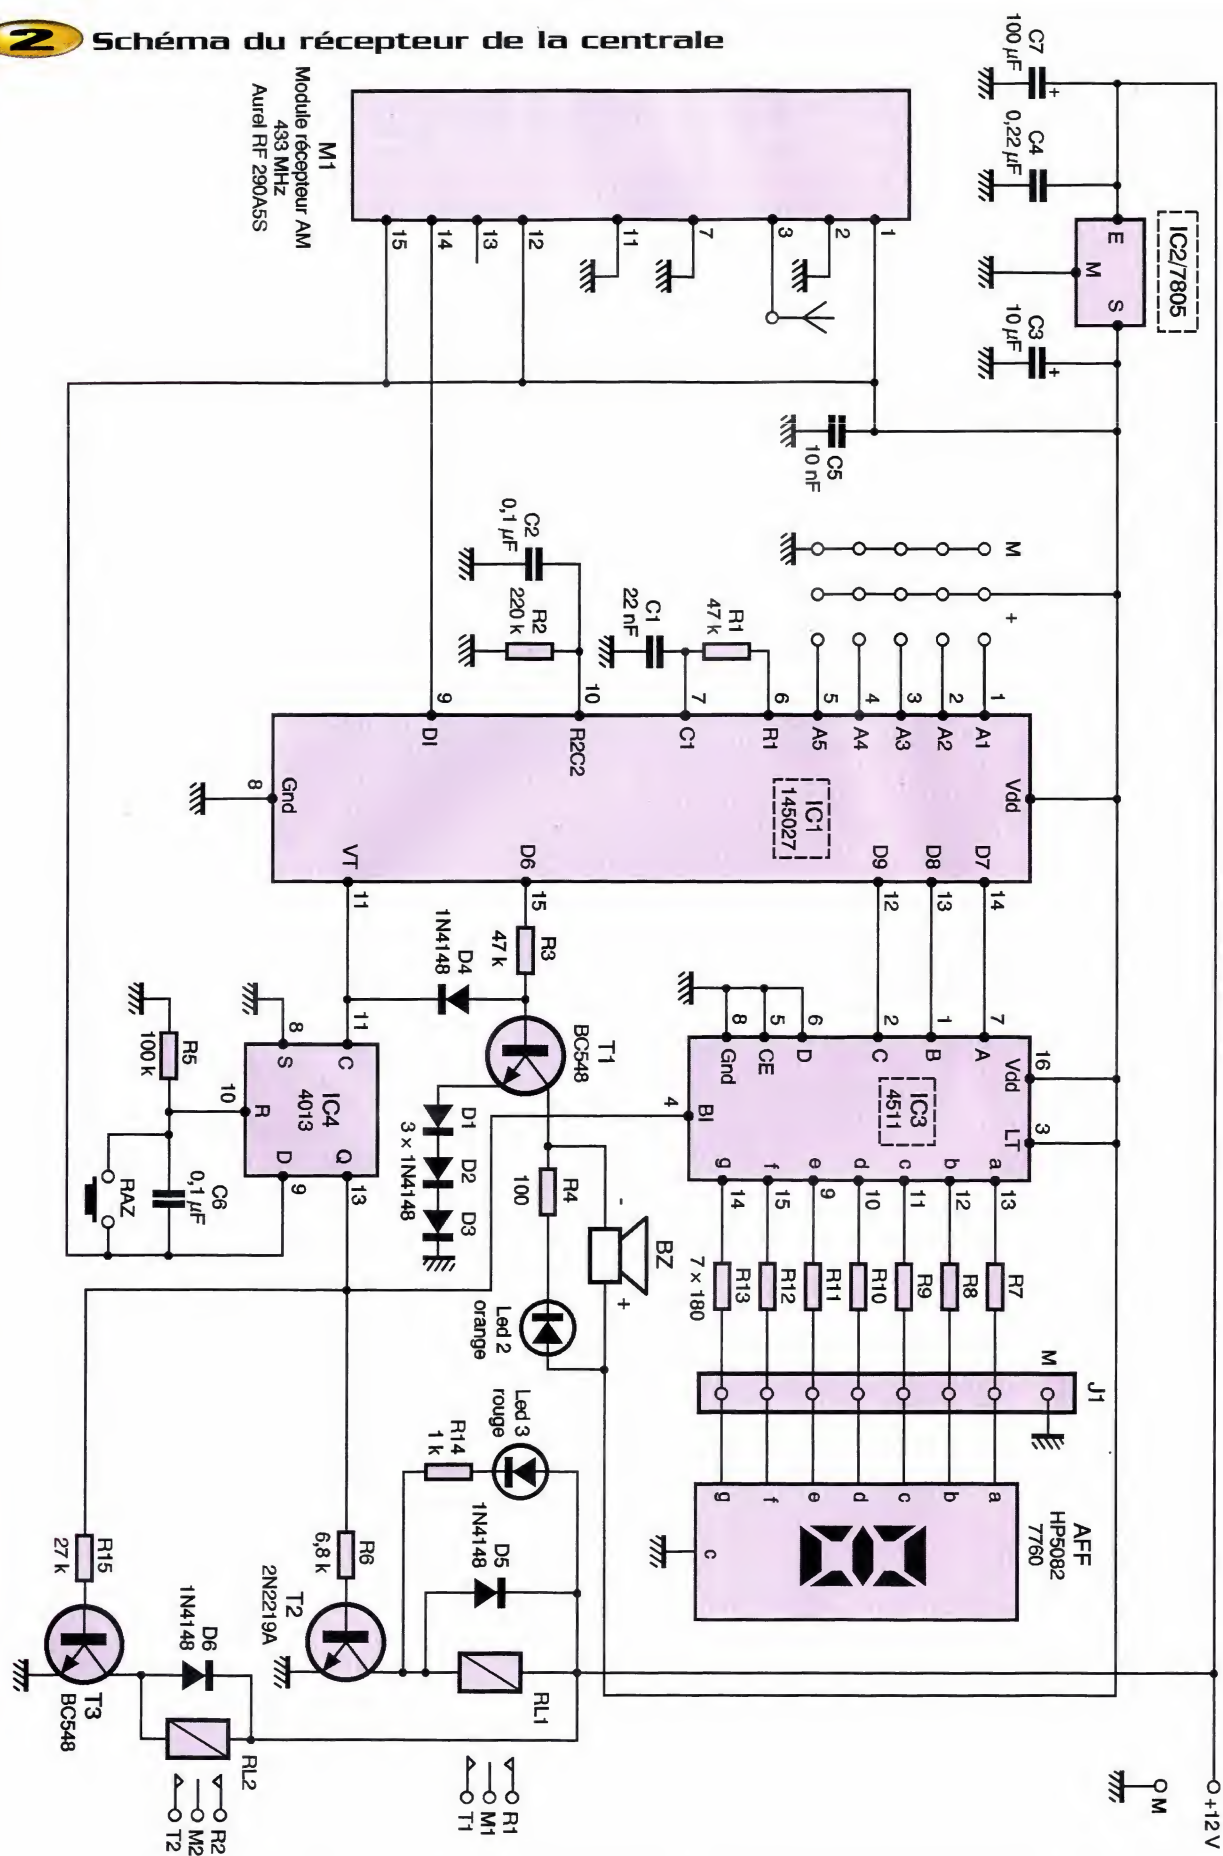 2 Schéma du récepteur de la centrale
C7
100 µF
+
C4
0,22 µF
IC2/7805
E
M
S
C3
10 µF
+
+12 V
M
M1
Module récepteur AM
433 MHz
Aurel RF 290A5S
1
2
3
7
11
12
13
14
15
C5
10 nF
M
+
C2
0,1 µF
R2
220 k
C1
22 nF
R1
47 k
1
2
3
4
5
6
7
10
9
A1
A2
A3
A4
A5
R1
C1
R2C2
DI
Vdd
IC1
145027
Gnd
8
D7
D8
D9
D6
VT
14
13
12
15
11
R3
47 k
D4
1N4148
T1
BC548
7
1
2
6
5
8
16
3
A
B
C
D
CE
Gnd
Vdd
LT
IC3
4511
BI
4
a
b
c
d
e
f
g
13
12
11
10
9
15
14
R7
R8
R9
R10
R11
R12
R13
7 × 180
J1
M
AFF
HP5082
7760
a
b
c
d
e
f
g
c
D1
D2
D3
3 × 1N4148
R4
100
BZ
-
+
Led 2
orange
11
8
C
S
IC4
4013
R
10
D
9
Q
13
R5
100 k
C6
0,1 µF
RAZ
Led 3
rouge
R14
1 k
D5
1N4148
RL1
R6
6,8 k
T2
2N2219A
R1
M1
T1
R15
27 k
T3
BC548
D6
1N4148
RL2
R2
M2
T2